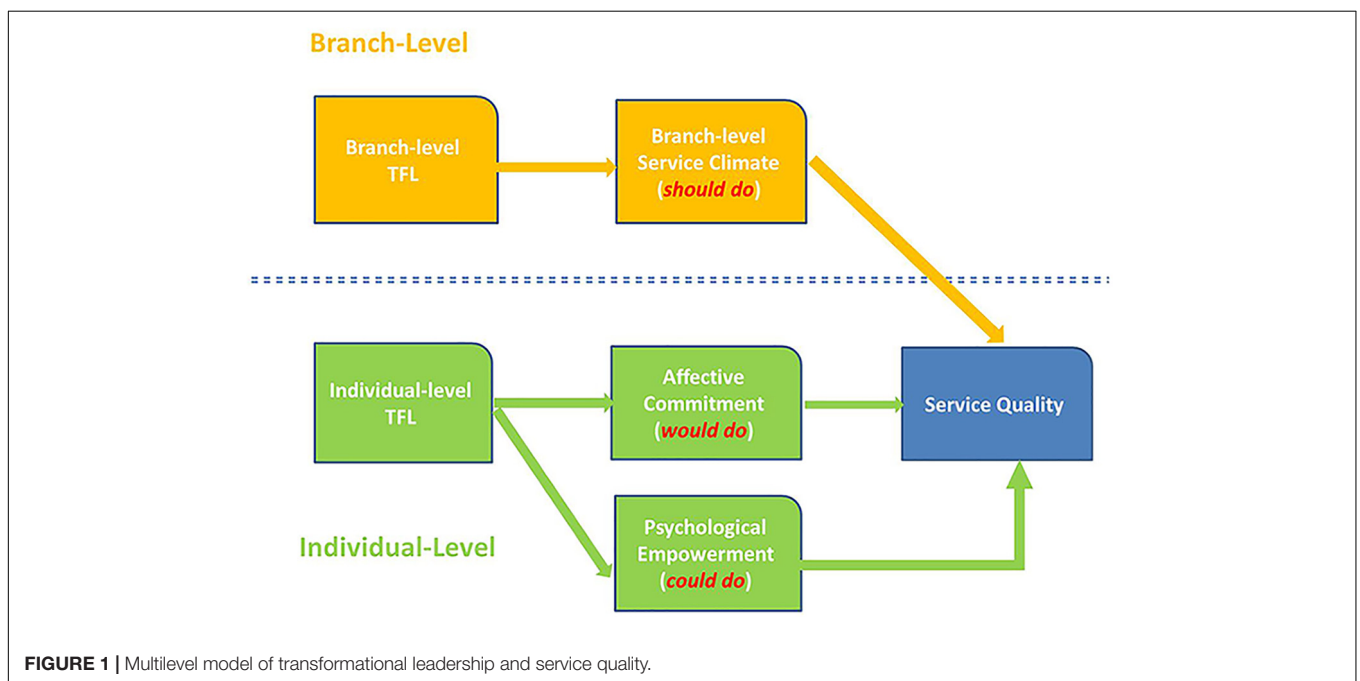 Branch-Level
Branch-level
TFL
Branch-level
Service Climate
(should do)
Individual-level
TFL
Affective
Commitment
(would do)
Service Quality
Psychological
Empowerment
(could do)
Individual-Level
FIGURE 1 | Multilevel model of transformational leadership and service quality.